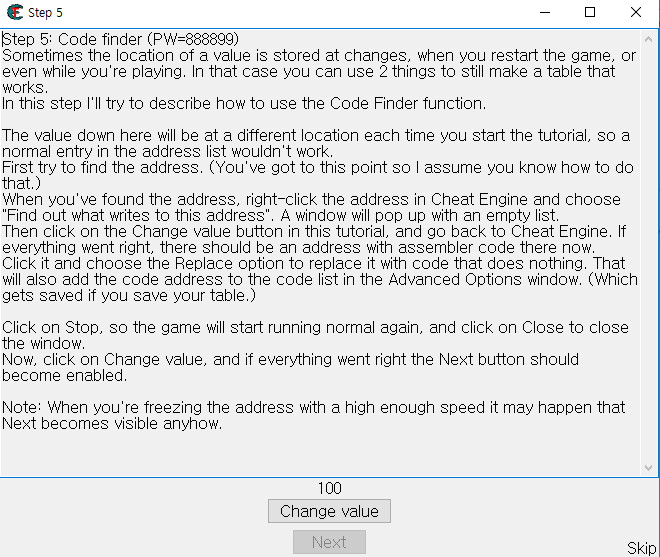 Step 5
Step 5: Code finder (PW=888899)
Sometimes the location of a value is stored at changes, when you restart the game, or
even while you're playing. In that case you can use 2 things to still make a table that
works.
In this step I'll try to describe how to use the Code Finder function.
The value down here will be at a different location each time you start the tutorial, so a
normal entry in the address list wouldn't work.
First try to find the address. (You've got to this point so I assume you know how to do
that.)
When you've found the address, right-click the address in Cheat Engine and choose
"Find out what writes to this address". A window will pop up with an empty list.
Then click on the Change value button in this tutorial, and go back to Cheat Engine. If
everything went right, there should be an address with assembler code there now.
Click it and choose the Replace option to replace it with code that does nothing. That
will also add the code address to the code list in the Advanced Options window. (Which
gets saved if you save your table.)
Click on Stop, so the game will start running normal again, and click on Close to close
the window.
Now, click on Change value, and if everything went right the Next button should
become enabled.
Note: When you're freezing the address with a high enough speed it may happen that
Next becomes visible anyhow.
100
Change value
Next
Skip